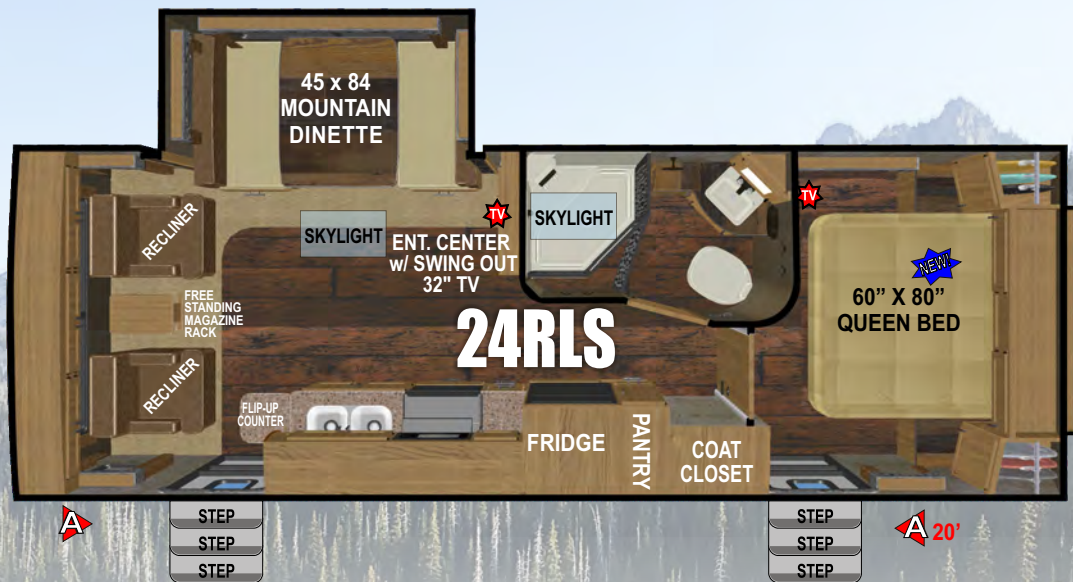 45 x 84
MOUNTAIN
DINETTE
RECLINER
SKYLIGHT
TV
ENT. CENTER
w/ SWING OUT
32" TV
SKYLIGHT
TV
NEW!
60” X 80”
QUEEN BED
FREE
STANDING
MAGAZINE
RACK
24RLS
RECLINER
FLIP-UP
COUNTER
FRIDGE
PANTRY
COAT
CLOSET
A
STEP
STEP
STEP
STEP
STEP
STEP
A
20’